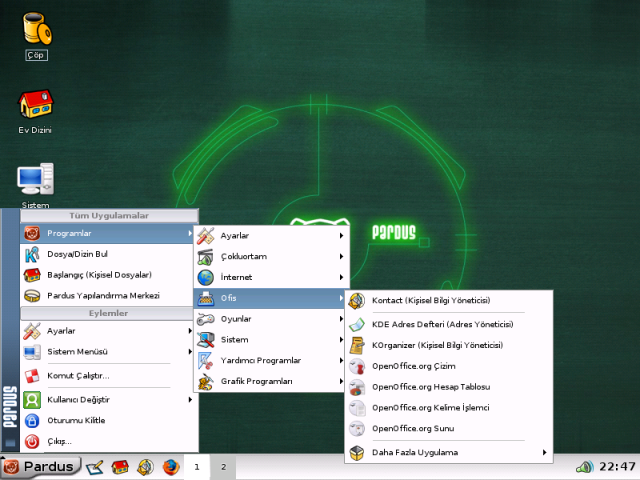 Çöp
Ev Dizini
Sistem
PARDUS
Tüm Uygulamalar
Programlar
Dosya/Dizin Bul
Başlangıç (Kişisel Dosyalar)
Pardus Yapılandırma Merkezi
Eylemler
Ayarlar
Sistem Menüsü
Komut Çalıştır...
Kullanıcı Değiştir
Oturumu Kilitle
Çıkış...
PARDUS
Ayarlar
Çokluortam
İnternet
Ofis
Oyunlar
Sistem
Yardımcı Programlar
Grafik Programları
Kontact (Kişisel Bilgi Yöneticisi)
KDE Adres Defteri (Adres Yöneticisi)
KOrganizer (Kişisel Bilgi Yöneticisi)
OpenOffice.org Çizim
OpenOffice.org Hesap Tablosu
OpenOffice.org Kelime İşlemci
OpenOffice.org Sunu
Daha Fazla Uygulama
Pardus
1
2
22:47